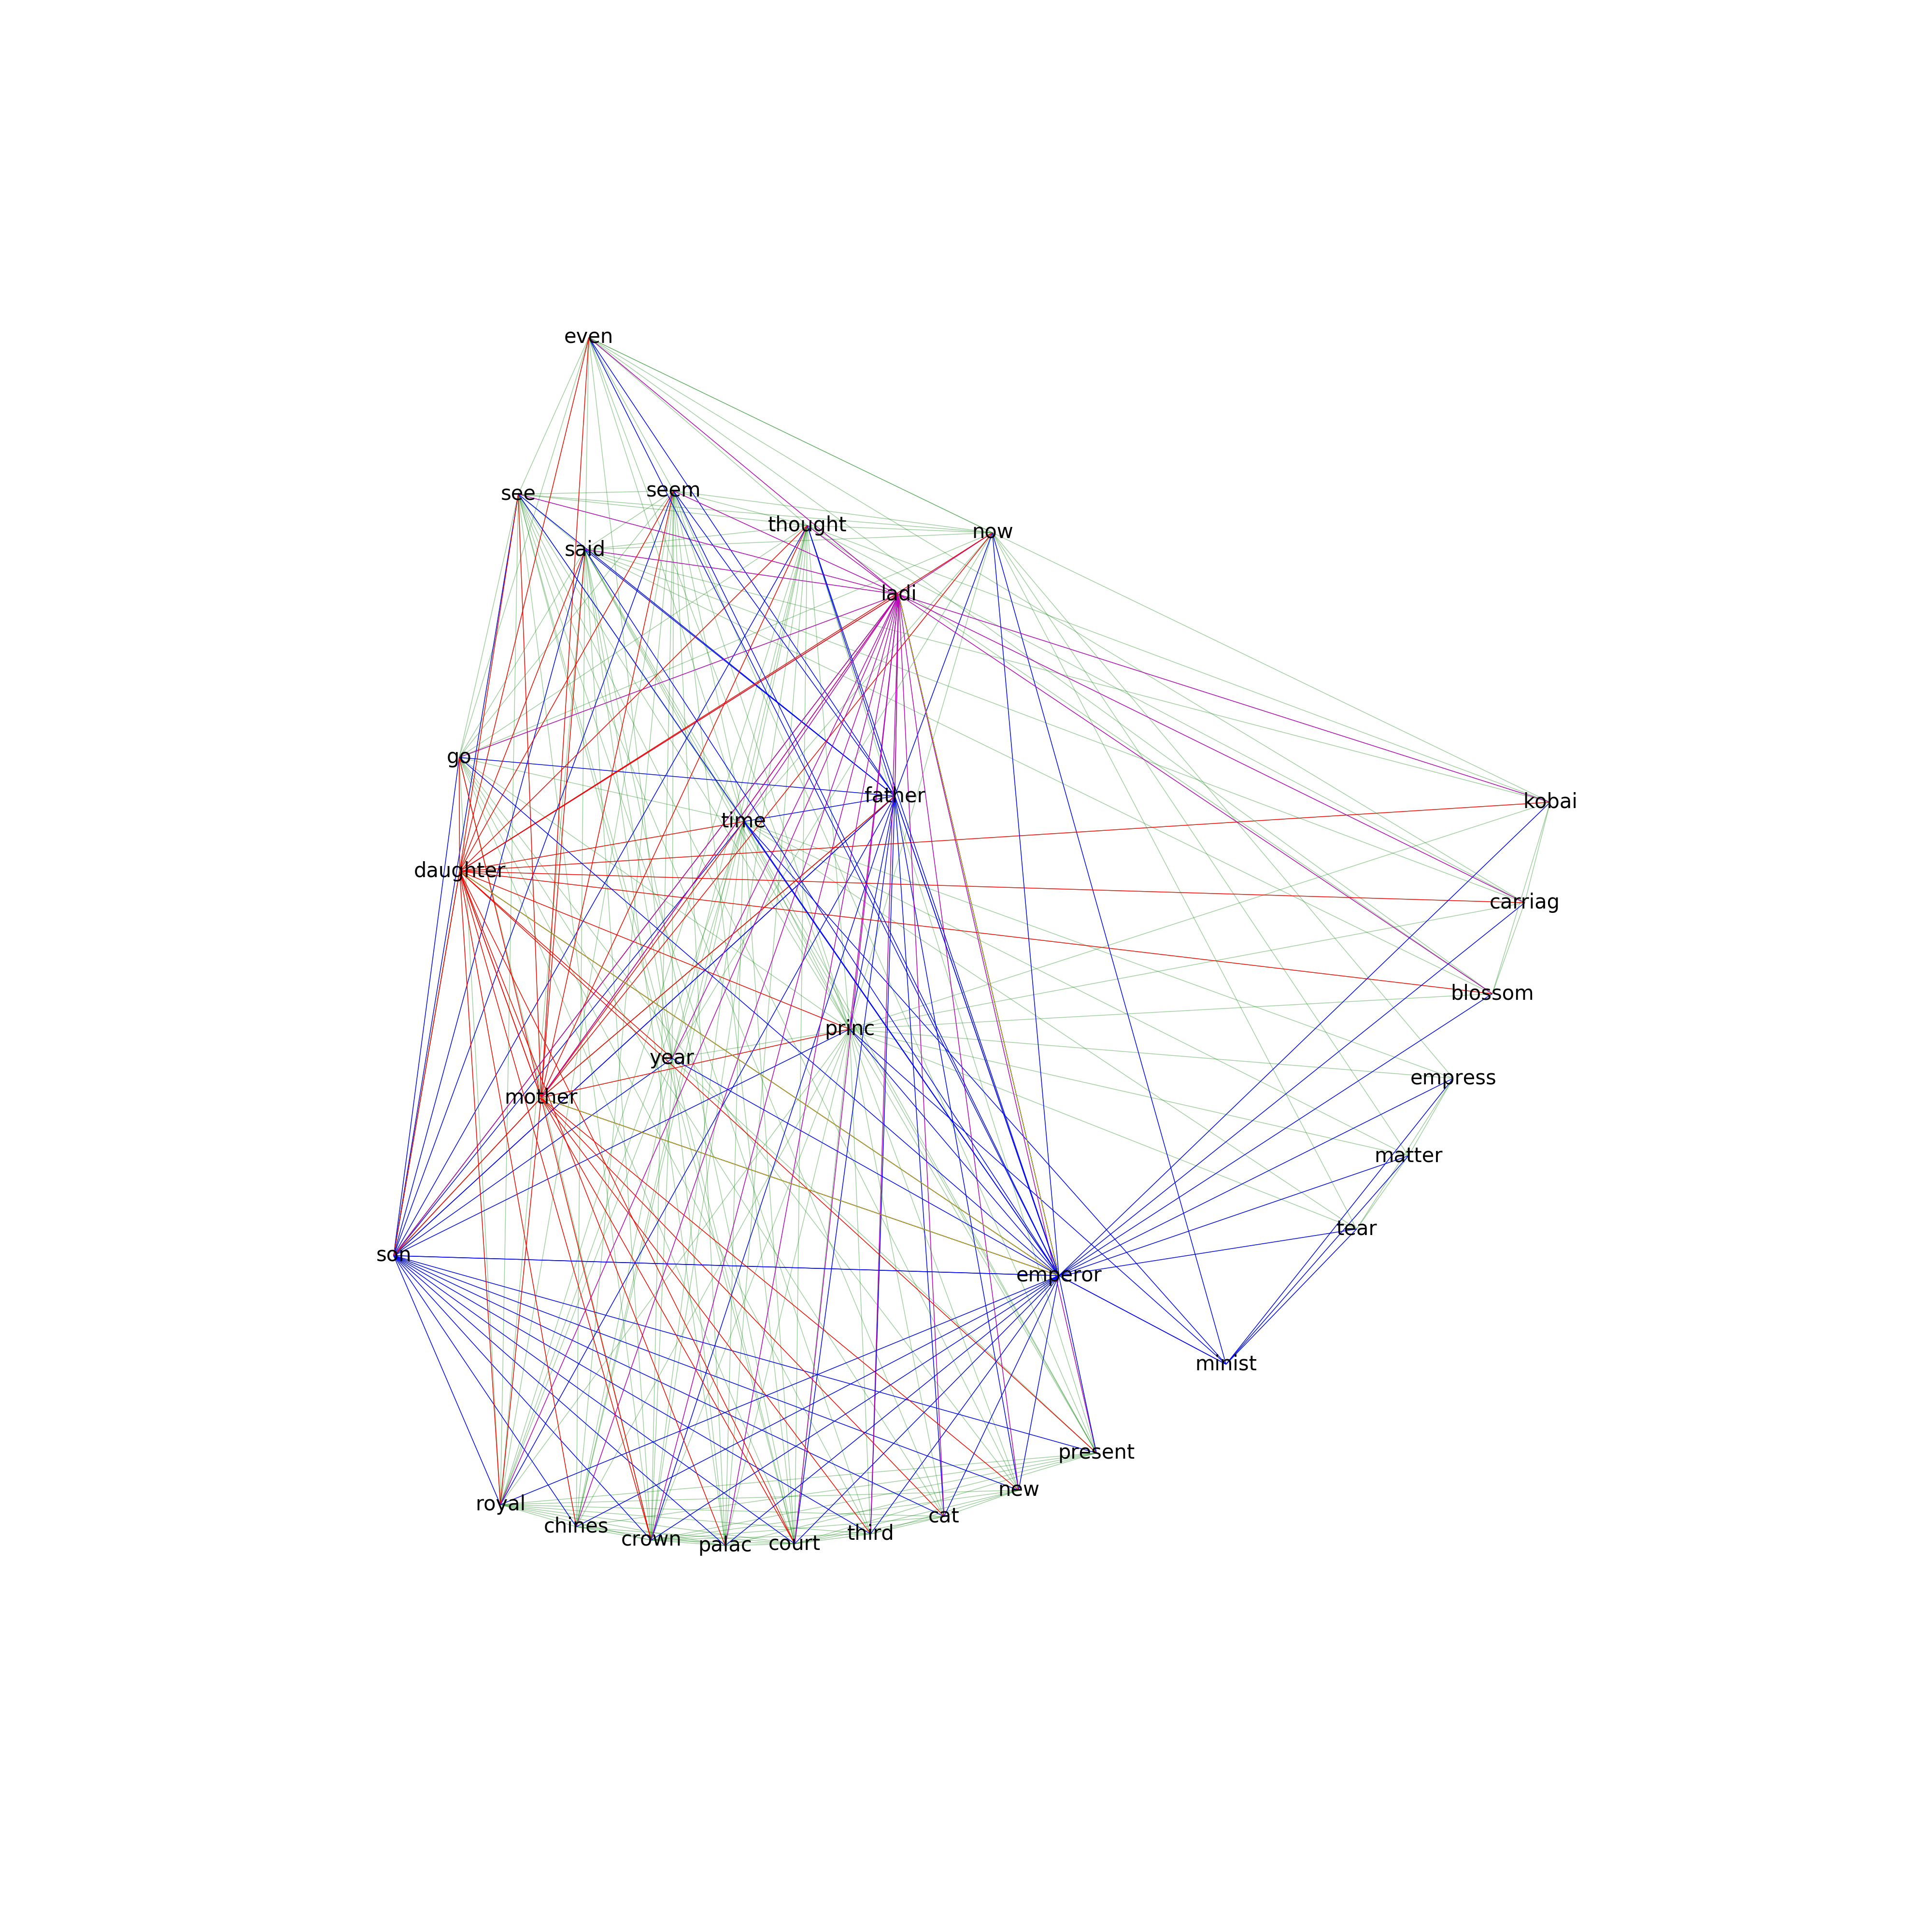 even
see
seem
thought
now
said
ladi
go
father
kobai
time
daughter
carriag
blossom
princ
year
empress
mother
matter
tear
son
emperor
minist
present
new
royal
cat
chines
third
crown
court
palac